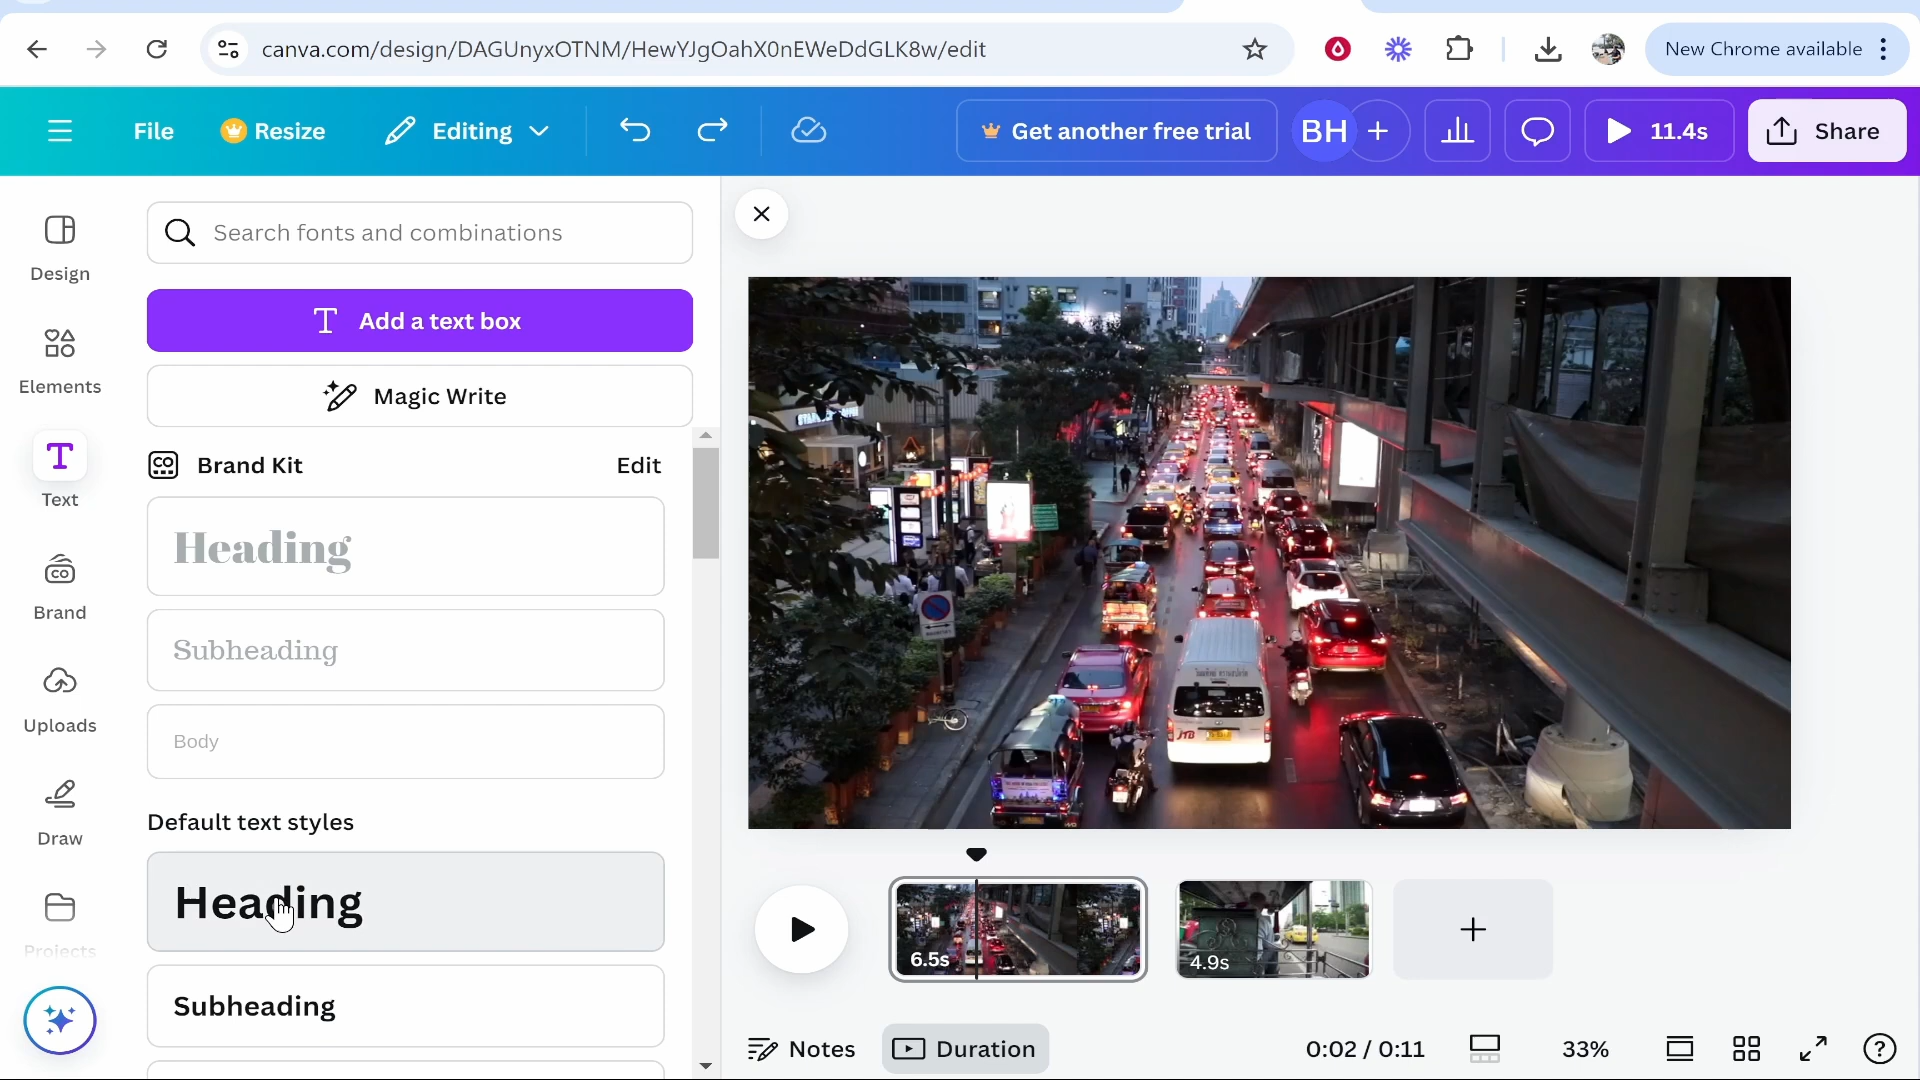 canva.com/design/DAGUnyxOTNM/HewYJgOahX0nEWeDdGLK8w/edit
New Chrome available
File
Resize
Editing
Get another free trial
BH
11.4s
Share
Design
Elements
Text
Brand
Uploads
Draw
Projects
Search fonts and combinations
Add a text box
Magic Write
Brand Kit
Edit
Heading
Subheading
Body
Default text styles
Heading
Subheading
JTB
6.5s
4.9s
Notes
Duration
0:02 / 0:11
33%